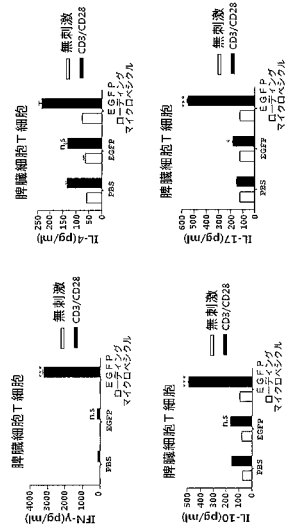 脾臓細胞T細胞
IFN-γ(pg/ml)
4000
3000
2000
1000
0
***
n.s
無刺激
CD3/CD28
PBS
EGFP
EGFP
ローディング
マイクロベシクル
脾臓細胞T細胞
IL-4(pg/ml)
250
200
150
100
50
0
n.s
無刺激
CD3/CD28
PBS
EGFP
EGFP
ローディング
マイクロベシクル
脾臓細胞T細胞
IL-10(pg/ml)
500
400
300
200
100
0
n.s
***
無刺激
CD3/CD28
PBS
EGFP
EGFP
ローディング
マイクロベシクル
脾臓細胞T細胞
IL-17(pg/ml)
600
500
400
300
200
100
0
***
無刺激
CD3/CD28
PBS
EGFP
EGFP
ローディング
マイクロベシクル